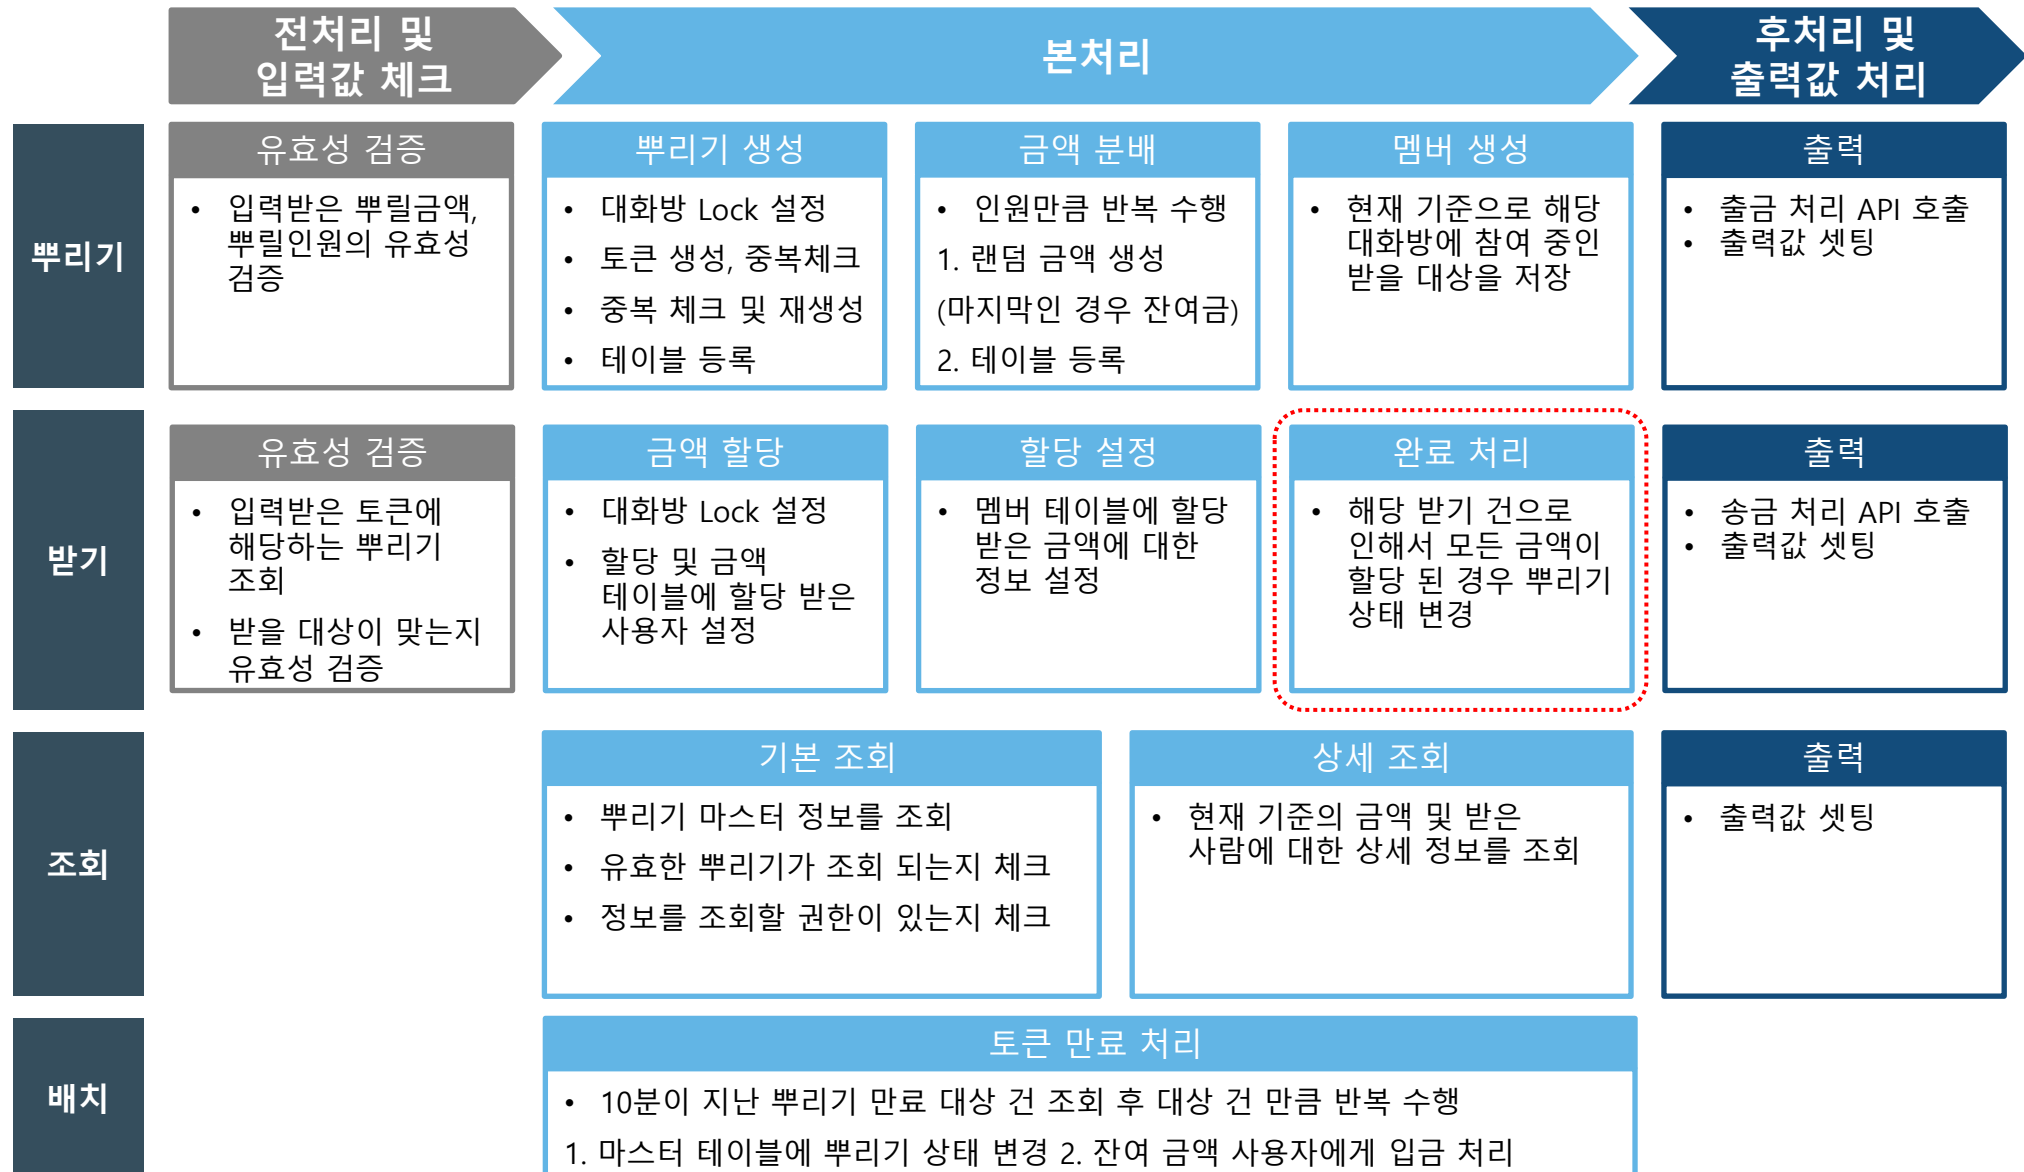 전처리 및
입력값 체크
본처리
후처리 및
출력값 처리
뿌리기
유효성 검증
• 입력받은 뿌릴금액,
뿌릴인원의 유효성
검증
뿌리기 생성
• 대화방 Lock 설정
• 토큰 생성, 중복체크
• 중복 체크 및 재생성
• 테이블 등록
금액 분배
• 인원만큼 반복 수행
1. 랜덤 금액 생성
(마지막인 경우 잔여금)
2. 테이블 등록
멤버 생성
• 현재 기준으로 해당
대화방에 참여 중인
받을 대상을 저장
출력
• 출금 처리 API 호출
• 출력값 셋팅
받기
유효성 검증
• 입력받은 토큰에
해당하는 뿌리기
조회
• 받을 대상이 맞는지
유효성 검증
금액 할당
• 대화방 Lock 설정
• 할당 및 금액
테이블에 할당 받은
사용자 설정
할당 설정
• 멤버 테이블에 할당
받은 금액에 대한
정보 설정
완료 처리
• 해당 받기 건으로
인해서 모든 금액이
할당 된 경우 뿌리기
상태 변경
출력
• 송금 처리 API 호출
• 출력값 셋팅
조회
기본 조회
• 뿌리기 마스터 정보를 조회
• 유효한 뿌리기가 조회 되는지 체크
• 정보를 조회할 권한이 있는지 체크
상세 조회
• 현재 기준의 금액 및 받은
사람에 대한 상세 정보를 조회
출력
• 출력값 셋팅
배치
토큰 만료 처리
• 10분이 지난 뿌리기 만료 대상 건 조회 후 대상 건 만큼 반복 수행
1. 마스터 테이블에 뿌리기 상태 변경 2. 잔여 금액 사용자에게 입금 처리